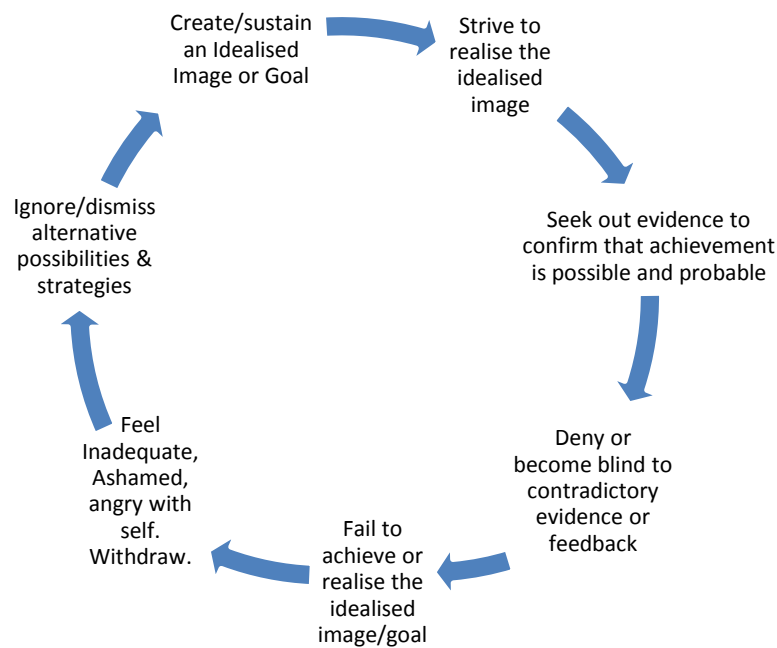 Create/sustain
an Idealised
Image or Goal
Strive to
realise the
idealised
image
Seek out evidence to
confirm that achievement
is possible and probable
Deny or
become blind to
contradictory
evidence or
feedback
Fail to
achieve or
realise the
idealised
image/goal
Feel
Inadequate,
Ashamed,
angry with
self.
Withdraw.
Ignore/dismiss
alternative
possibilities &
strategies